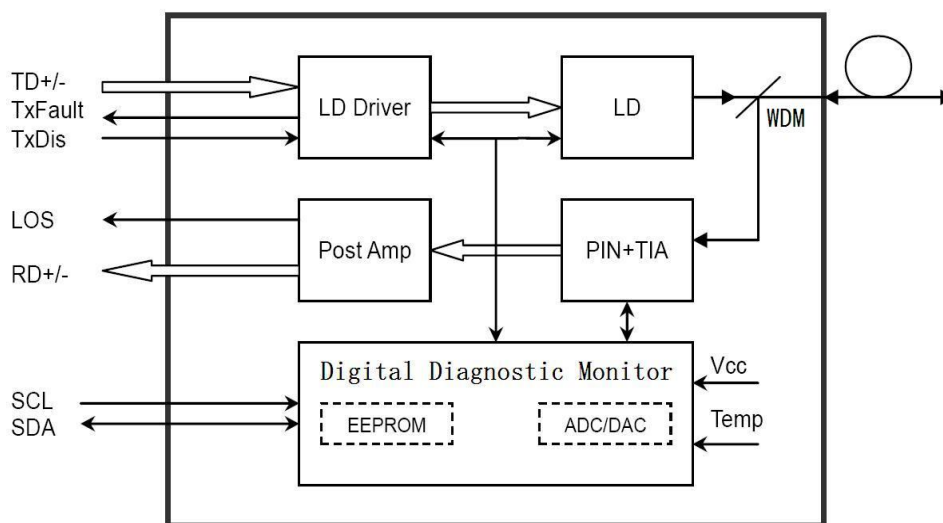 TD+/-
TxFault
TxDis
LD Driver
LD
WDM
LOS
RD+/-
Post Amp
PIN+TIA
Digital Diagnostic Monitor
EEPROM
ADC/DAC
SCL
SDA
Vcc
Temp